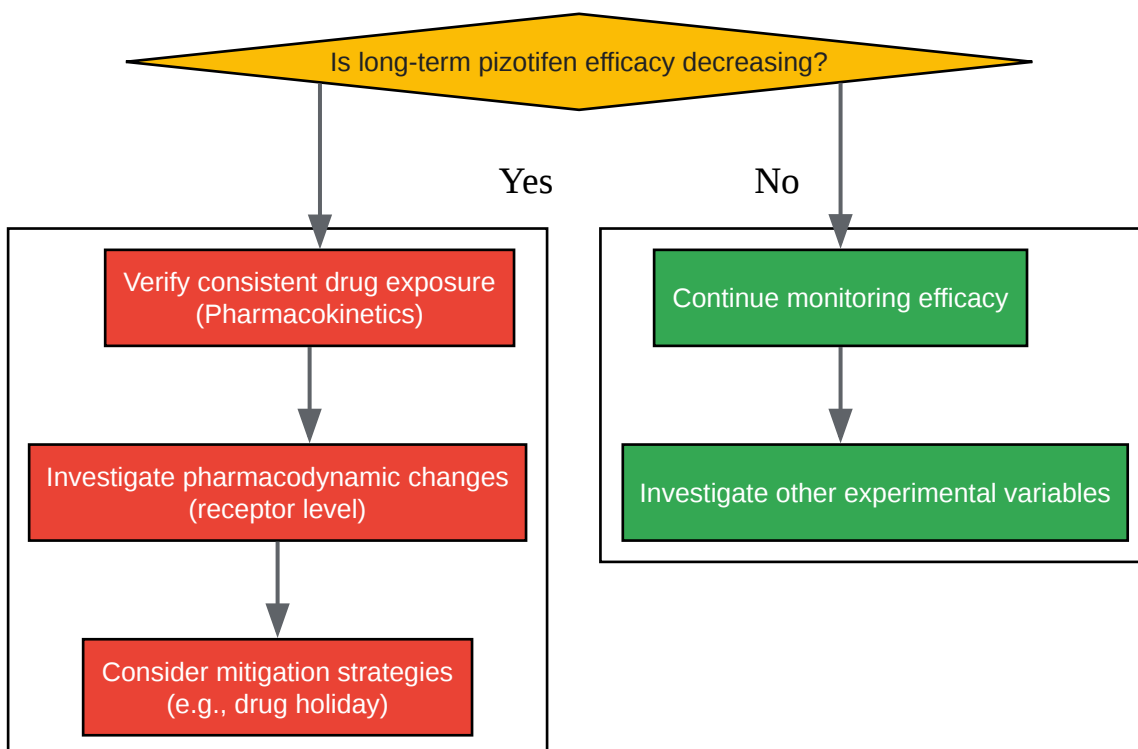 Is long-term pizotifen efficacy decreasing?
Yes
No
Verify consistent drug exposure
(Pharmacokinetics)
Continue monitoring efficacy
Investigate pharmacodynamic changes
(receptor level)
Investigate other experimental variables
Consider mitigation strategies
(e.g., drug holiday)